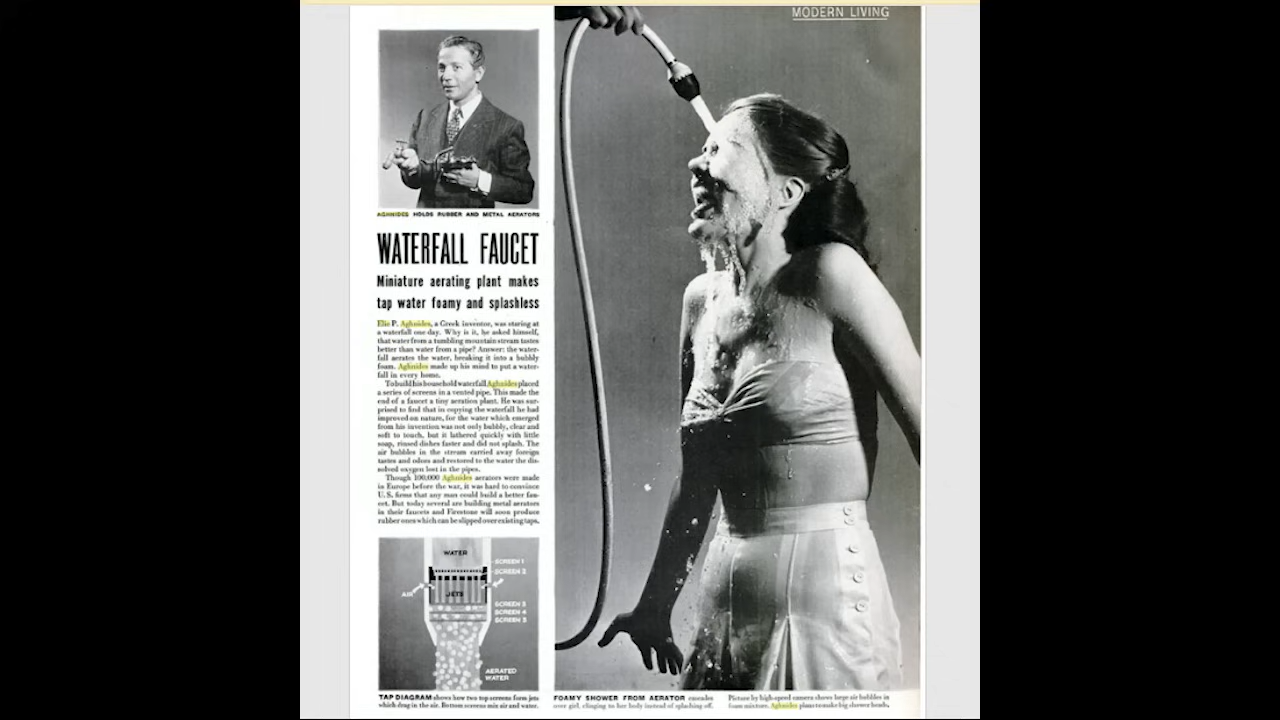 MODERN LIVING
AGHNIDES HOLDS RUBBER AND METAL AERATORS
WATERFALL FAUCET
Miniature aerating plant makes
tap water foamy and splashless
Elie P. Aghnides, a Greek inventor, was staring at
a waterfall one day. Why is it, he asked himself,
that water from a tumbling mountain stream tastes
better than water from a pipe? Answer: the water-
fall aerates the water, breaking it into a bubbly
foam. Aghnides made up his mind to put a water-
fall in every home.
To build his household waterfall Aghnides placed
a series of screens in a vented pipe. This made the
end of a faucet a tiny aeration plant. He was sur-
prised to find that in copying the waterfall he had
improved on nature, for the water which emerged
from his invention was not only bubbly, clear and
soft to touch, but it lathered quickly with little
soap, rinsed dishes faster and did not splash. The
air bubbles in the stream carried away foreign
tastes and odors and restored to the water the dis-
solved oxygen lost in the pipes.
Though 100,000 Aghnides aerators were made
in Europe before the war, it was hard to convince
U. S. firms that any man could build a better fau-
cet. But today several are building metal aerators
in their faucets and Firestone will soon produce
rubber ones which can be slipped over existing taps.
WATER
SCREEN 1
SCREEN 2
AIR
JETS
SCREEN 3
SCREEN 4
SCREEN 5
AERATED
WATER
TAP DIAGRAM shows how two top screens form jets
which drag in the air. Bottom screens mix air and water.
FOAMY SHOWER FROM AERATOR cascades
over girl, clinging to her body instead of splashing off.
Picture by high-speed camera shows large air bubbles in
foam mixture. Aghnides plans to make big shower heads.